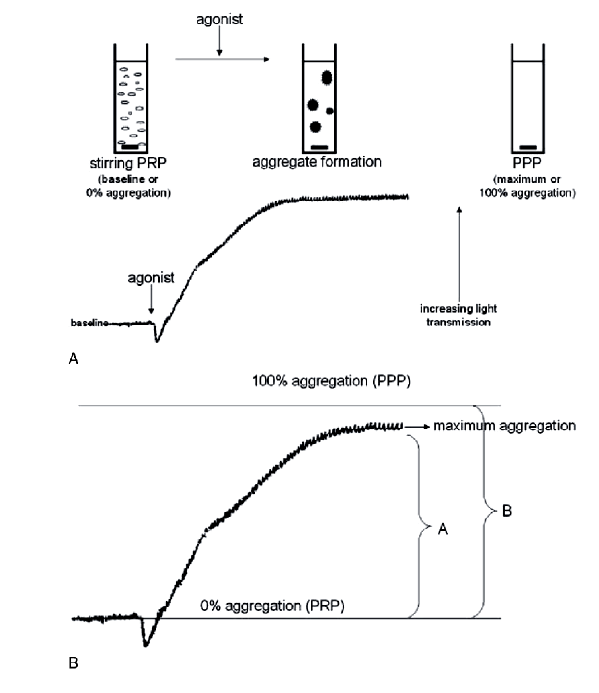 agonist
stirring PRP
(baseline or
0% aggregation)
aggregate formation
PPP
(maximum or
100% aggregation)
agonist
baseline
increasing light
transmission
A
100% aggregation (PPP)
maximum aggregation
B
A
0% aggregation (PRP)
B